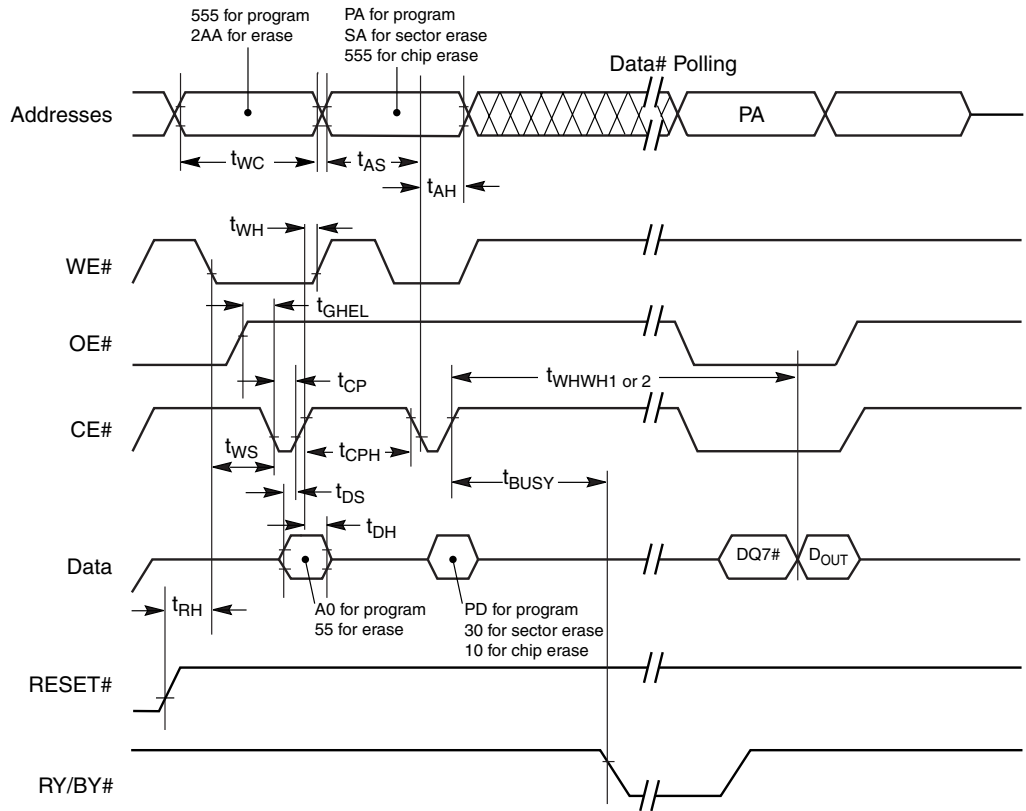 555 for program
2AA for erase
PA for program
SA for sector erase
555 for chip erase
Data# Polling
Addresses
PA
tWC
tAS
tAH
tWH
WE#
tGHEL
OE#
tCP
tWHWH1 or 2
CE#
tWS
tCPH
tBUSY
tDS
tDH
Data
DQ7#
DOUT
tRH
A0 for program
55 for erase
PD for program
30 for sector erase
10 for chip erase
RESET#
RY/BY#